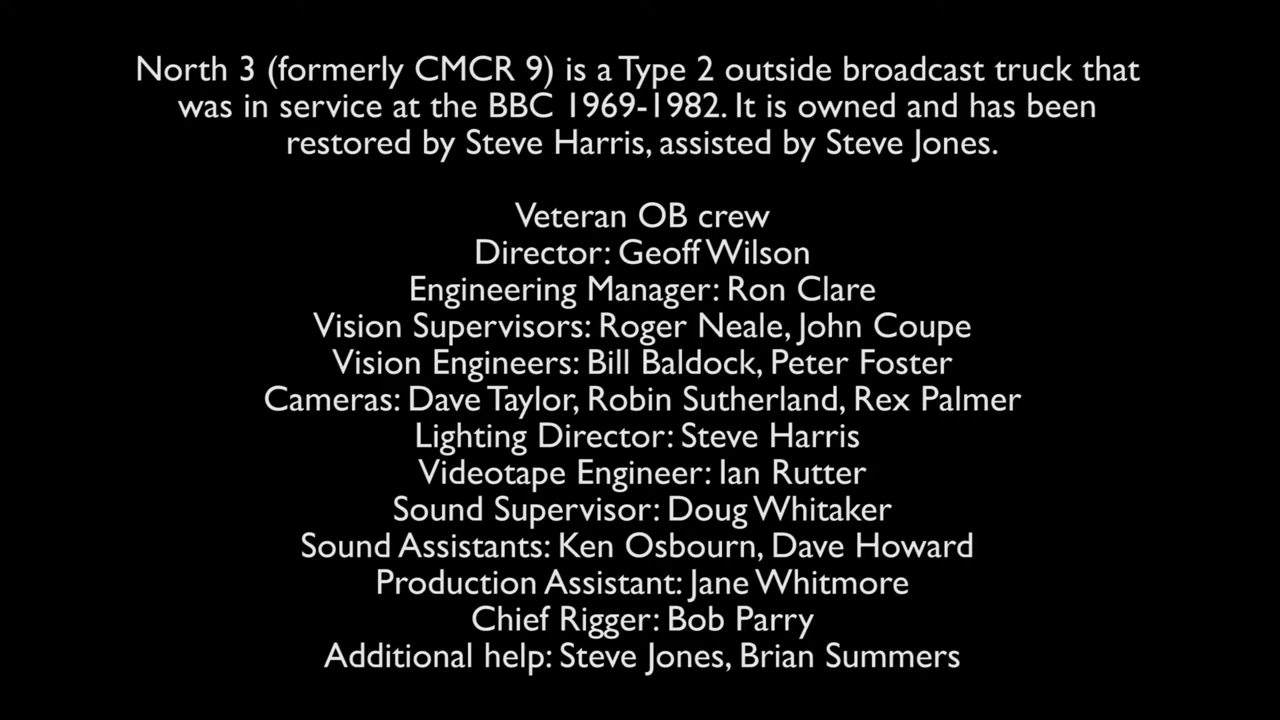 North 3 (formerly CMCR 9) is a Type 2 outside broadcast truck that
was in service at the BBC 1969-1982. It is owned and has been
restored by Steve Harris, assisted by Steve Jones.
Veteran OB crew
Director: Geoff Wilson
Engineering Manager: Ron Clare
Vision Supervisors: Roger Neale, John Coupe
Vision Engineers: Bill Baldock, Peter Foster
Cameras: Dave Taylor, Robin Sutherland, Rex Palmer
Lighting Director: Steve Harris
Videotape Engineer: Ian Rutter
Sound Supervisor: Doug Whitaker
Sound Assistants: Ken Osbourn, Dave Howard
Production Assistant: Jane Whitmore
Chief Rigger: Bob Parry
Additional help: Steve Jones, Brian Summers